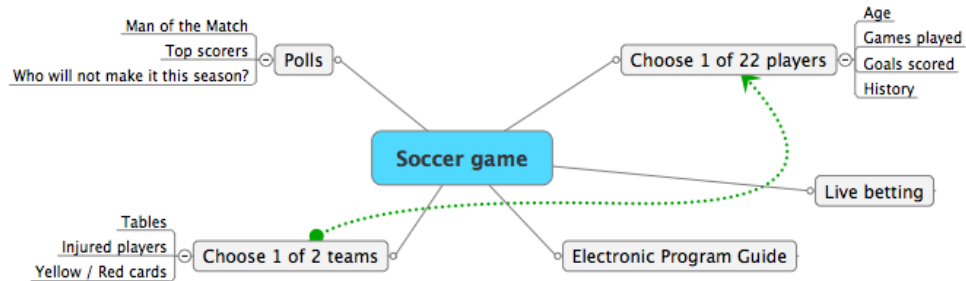 Man of the Match
Top scorers
Who will not make it this season?
Polls
Choose 1 of 22 players
Age
Games played
Goals scored
History
Soccer game
Live betting
Tables
Injured players
Yellow / Red cards
Choose 1 of 2 teams
Electronic Program Guide